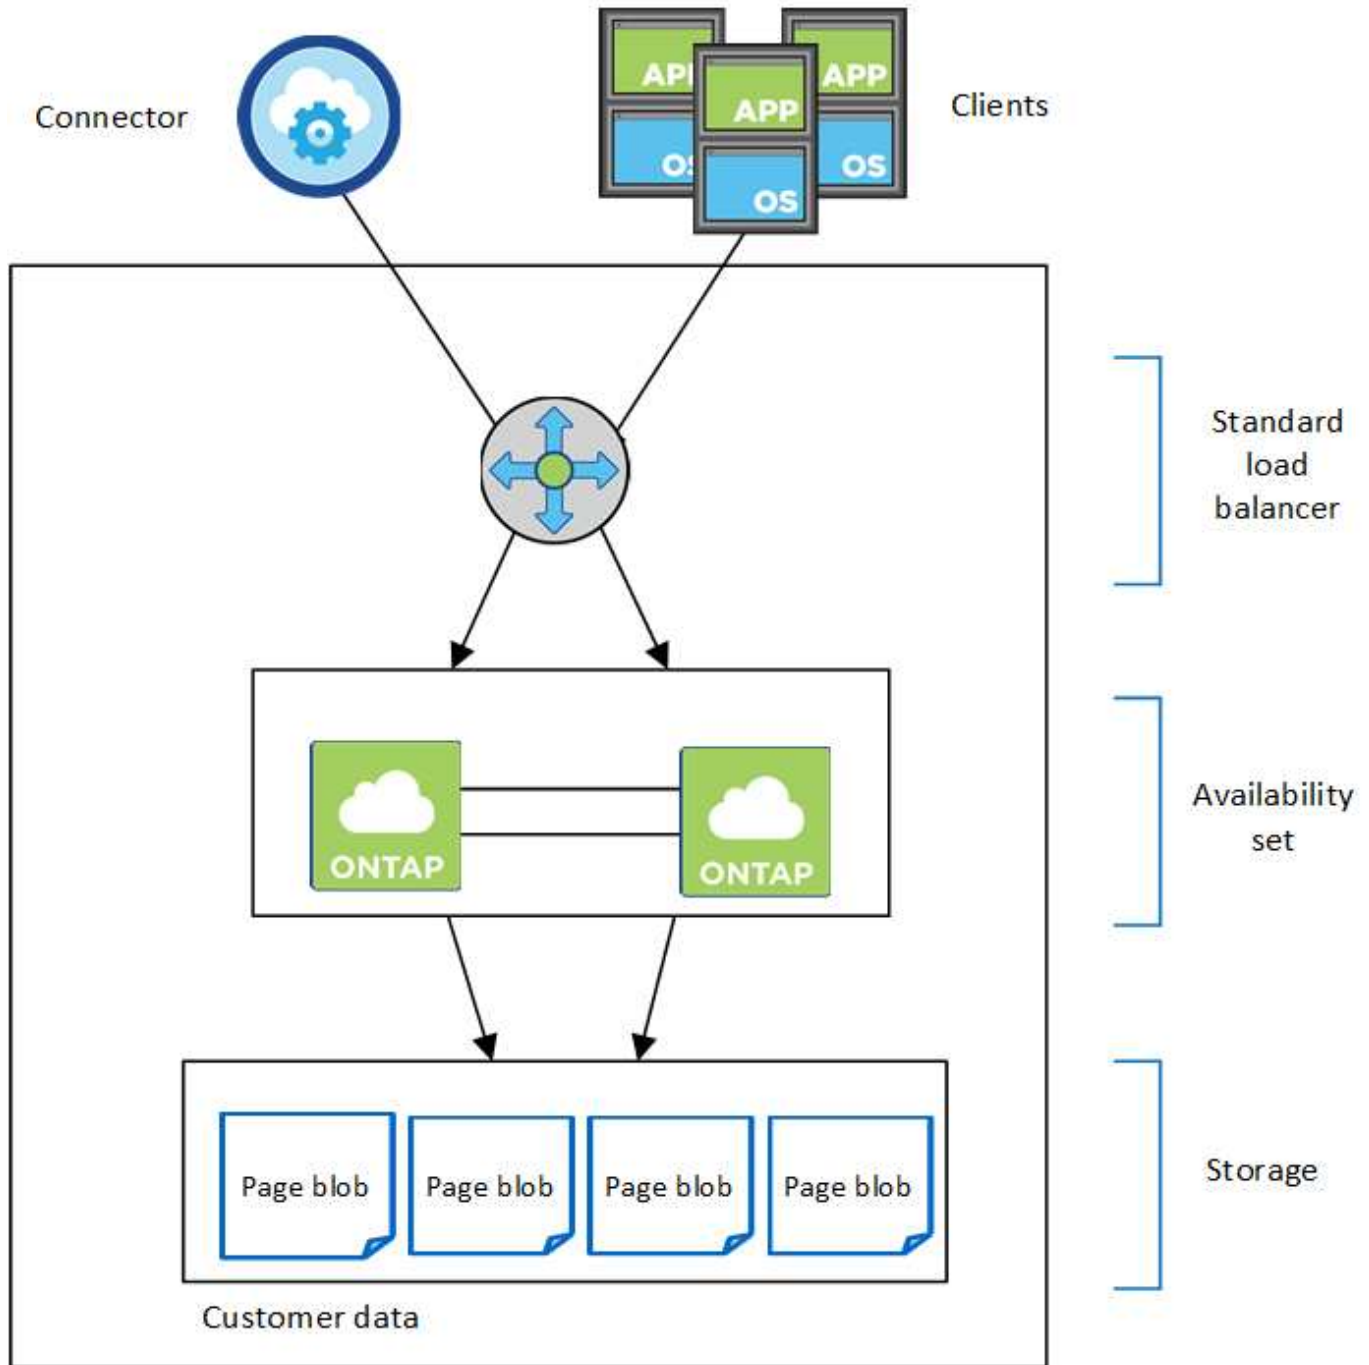 Connector
APP
APP
APP
OS
OS
OS
Clients
Standard
load
balancer
ONTAP
ONTAP
Availability
set
Page blob
Page blob
Page blob
Page blob
Storage
Customer data